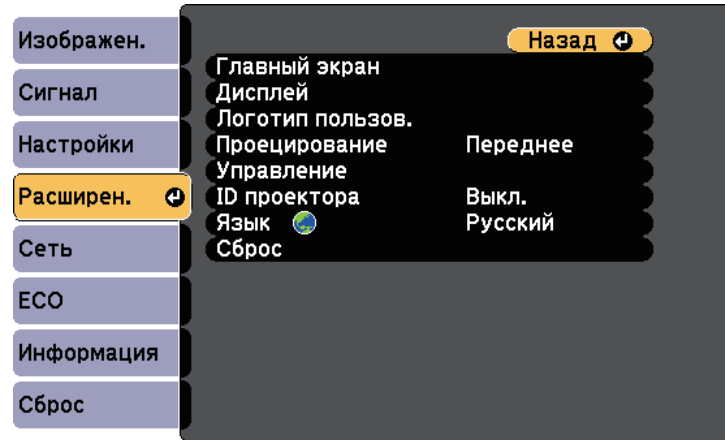 Изображен.
Сигнал
Настройки
Расширен.
Сеть
ECO
Информация
Сброс
Назад
Главный экран
Дисплей
Логотип пользов.
Проецирование Переднее
Управление
ID проектора Выкл.
Язык Русский
Сброс